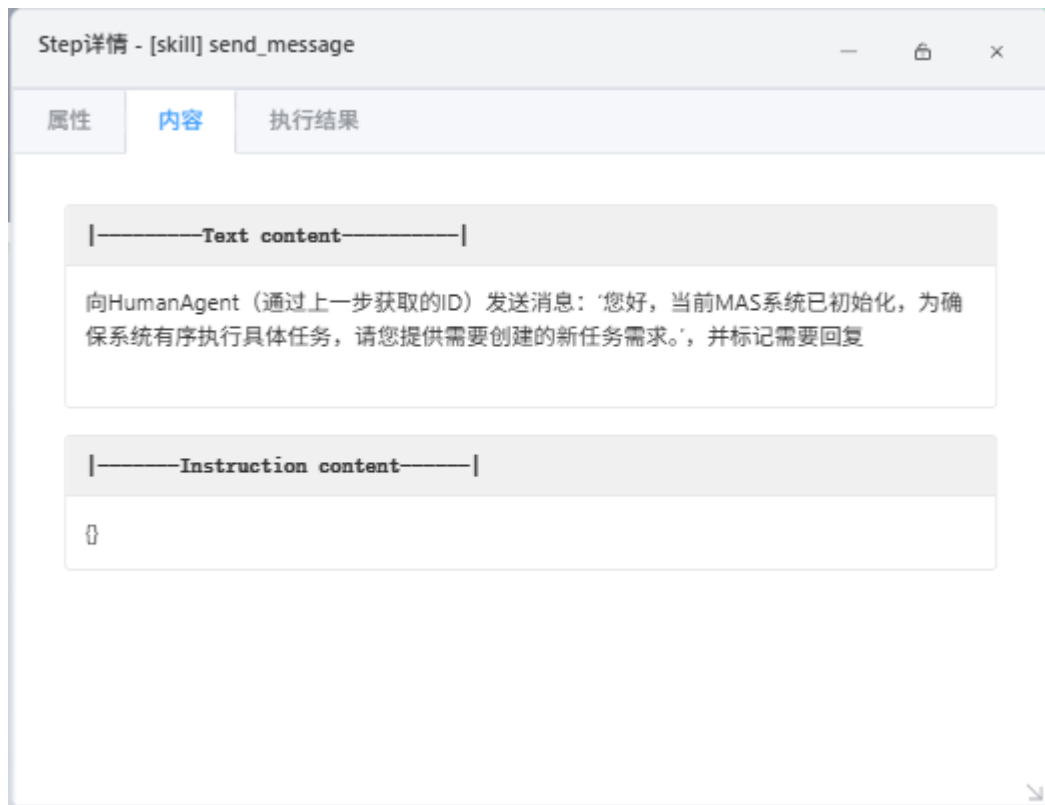 Step详情 - [skill] send_message
属性 内容 执行结果
|—————————Text content——————————|
向HumanAgent（通过上一步获取的ID）发送消息：'您好，当前MAS系统已初始化，为确
保系统有序执行具体任务，请您提供需要创建的新任务需求。'，并标记需要回复
|———————Instruction content——————|
{}